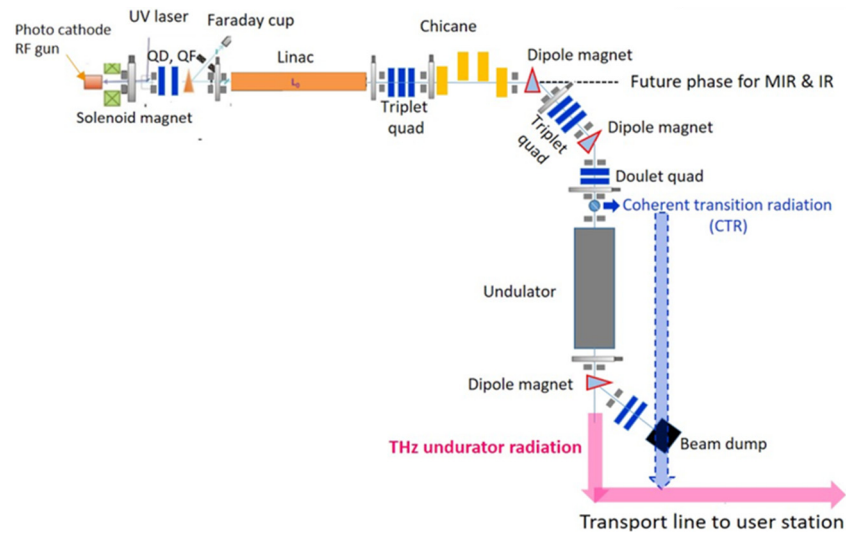 UV laser
Faraday cup
Photo cathode
RF gun
QD, QF
Linac
Chicane
Dipole magnet
Future phase for MIR & IR
Solenoid magnet
Triplet
quad
Triplet
quad
Dipole magnet
Doulet quad
Coherent transition radiation
(CTR)
Undulator
Dipole magnet
THz undurator radiation
Beam dump
Transport line to user station